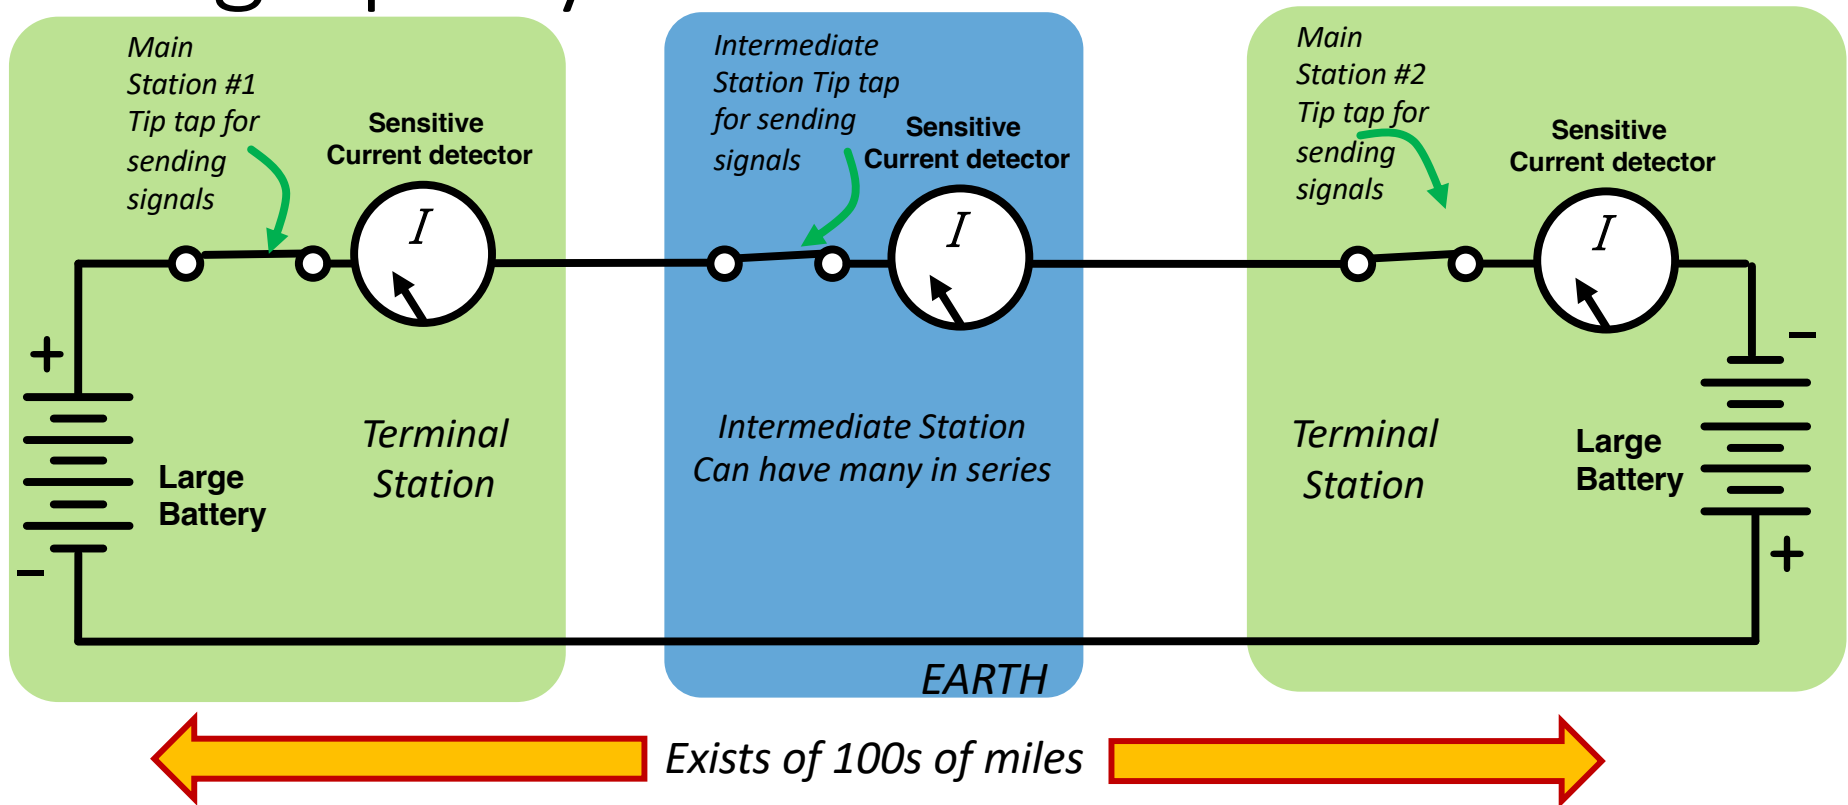 Main
Station #1
Tip tap for
sending
signals
Sensitive
Current detector
I
+
–
Large
Battery
Terminal
Station
Intermediate
Station Tip tap
for sending
signals
Sensitive
Current detector
I
Intermediate Station
Can have many in series
EARTH
Main
Station #2
Tip tap for
sending
signals
Sensitive
Current detector
I
–
+
Large
Battery
Terminal
Station
Exists of 100s of miles